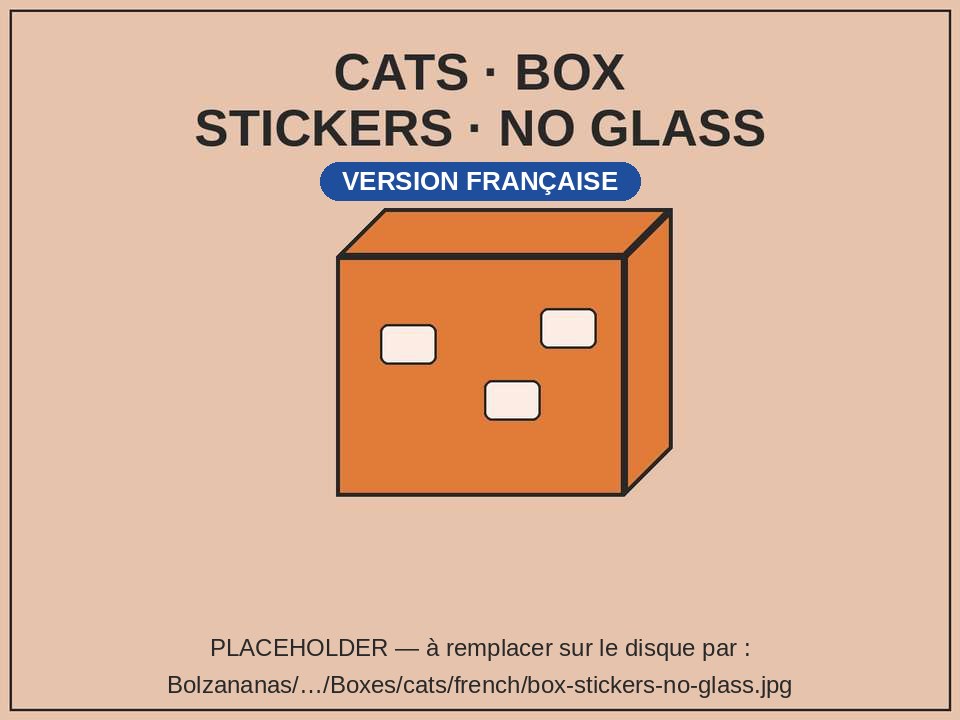 CATS · BOX
STICKERS · NO GLASS
VERSION FRANÇAISE
PLACEHOLDER — à remplacer sur le disque par :
Bolzananas/…/Boxes/cats/french/box-stickers-no-glass.jpg